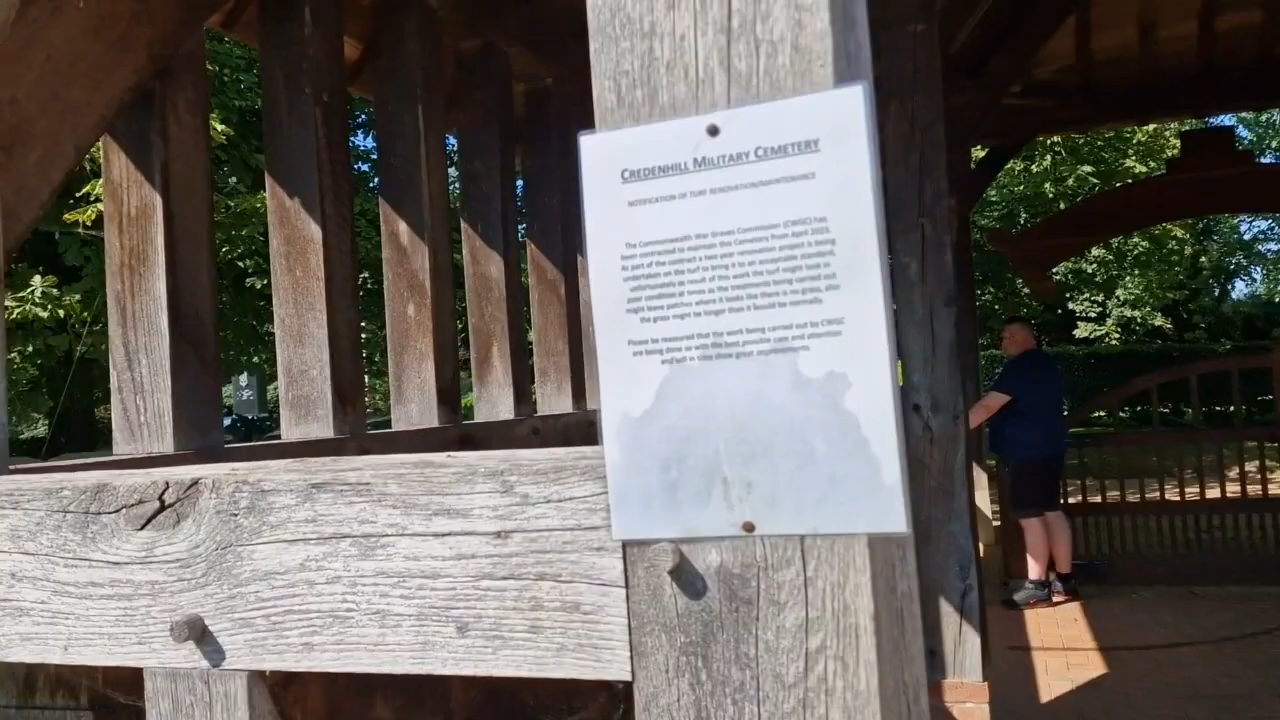 CREDENHILL MILITARY CEMETERY
NOTIFICATION OF TURF RENOVATION/MAINTENANCE
The Commonwealth War Graves Commission (CWGC) has
been contracted to maintain this Cemetery from April 2023.
As part of the contract a two year renovation project is being
undertaken on the turf to bring it to an acceptable standard,
unfortunately as result of this work the turf might look in
poor condition at times as the treatments being carried out
might leave patches where it looks like there is no grass, also
the grass might be longer than it would be normally.
Please be reassured that the work being carried out by CWGC
are being done so with the best possible care and attention
and will in time show great improvements